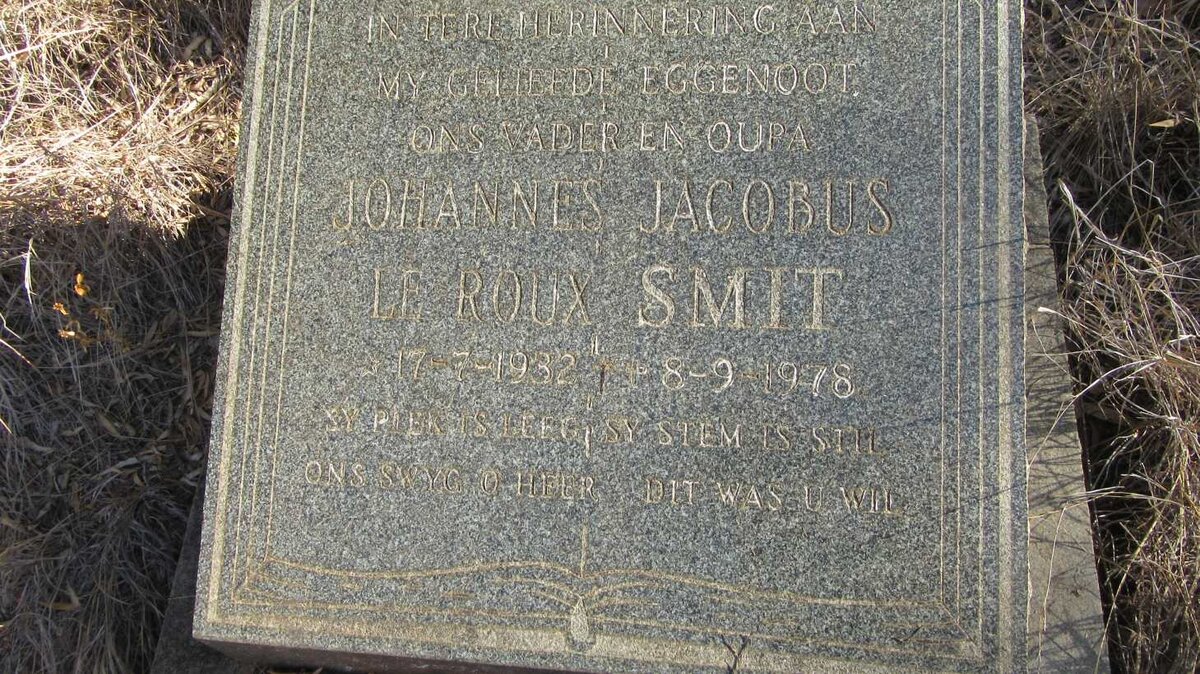 IN TERE HERINNERING AAN
MY GELIEFDE EGGENOOT
ONS VADER EN OUPA
JOHANNES JACOBUS
LE ROUX SMIT
* 17-7-1932 † 8-9-1978
SY PLEK IS LEEG SY STEM IS STIL
ONS SWYG O HEER DIT WAS U WIL